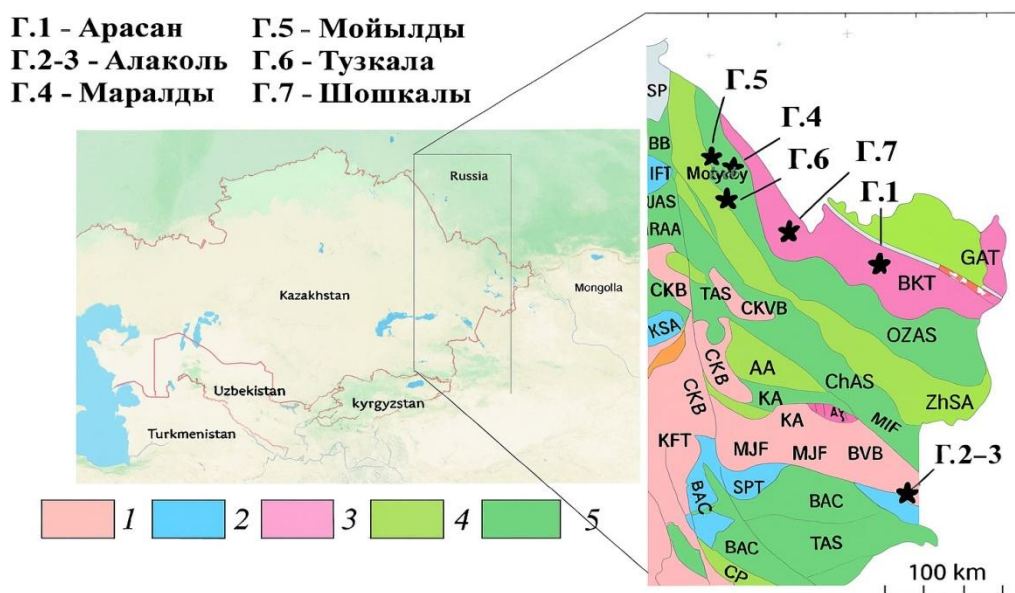 Г.1 - Арасан
Г.2-3 - Алаколь
Г.4 - Маралды
Г.5 - Мойылды
Г.6 - Тузкала
Г.7 - Шошкалы
Russia
Kazakhstan
Mongolla
Uzbekistan
kyrgyzstan
Turkmenistan
1
2
3
4
5
SP
Г.5
Г.4
BB
IFT
Г.6
Г.7
JAS
Г.1
RAA
GAT
BKT
CKB
TAS
CKVB
KSA
OZAS
CKB
AA
ChAS
CKB
KA
ZhSA
KA
MIF
KFT
MJF
MJF
BVB
Г.2-3
BAC
SPT
BAC
BAC
TAS
CP
100 km